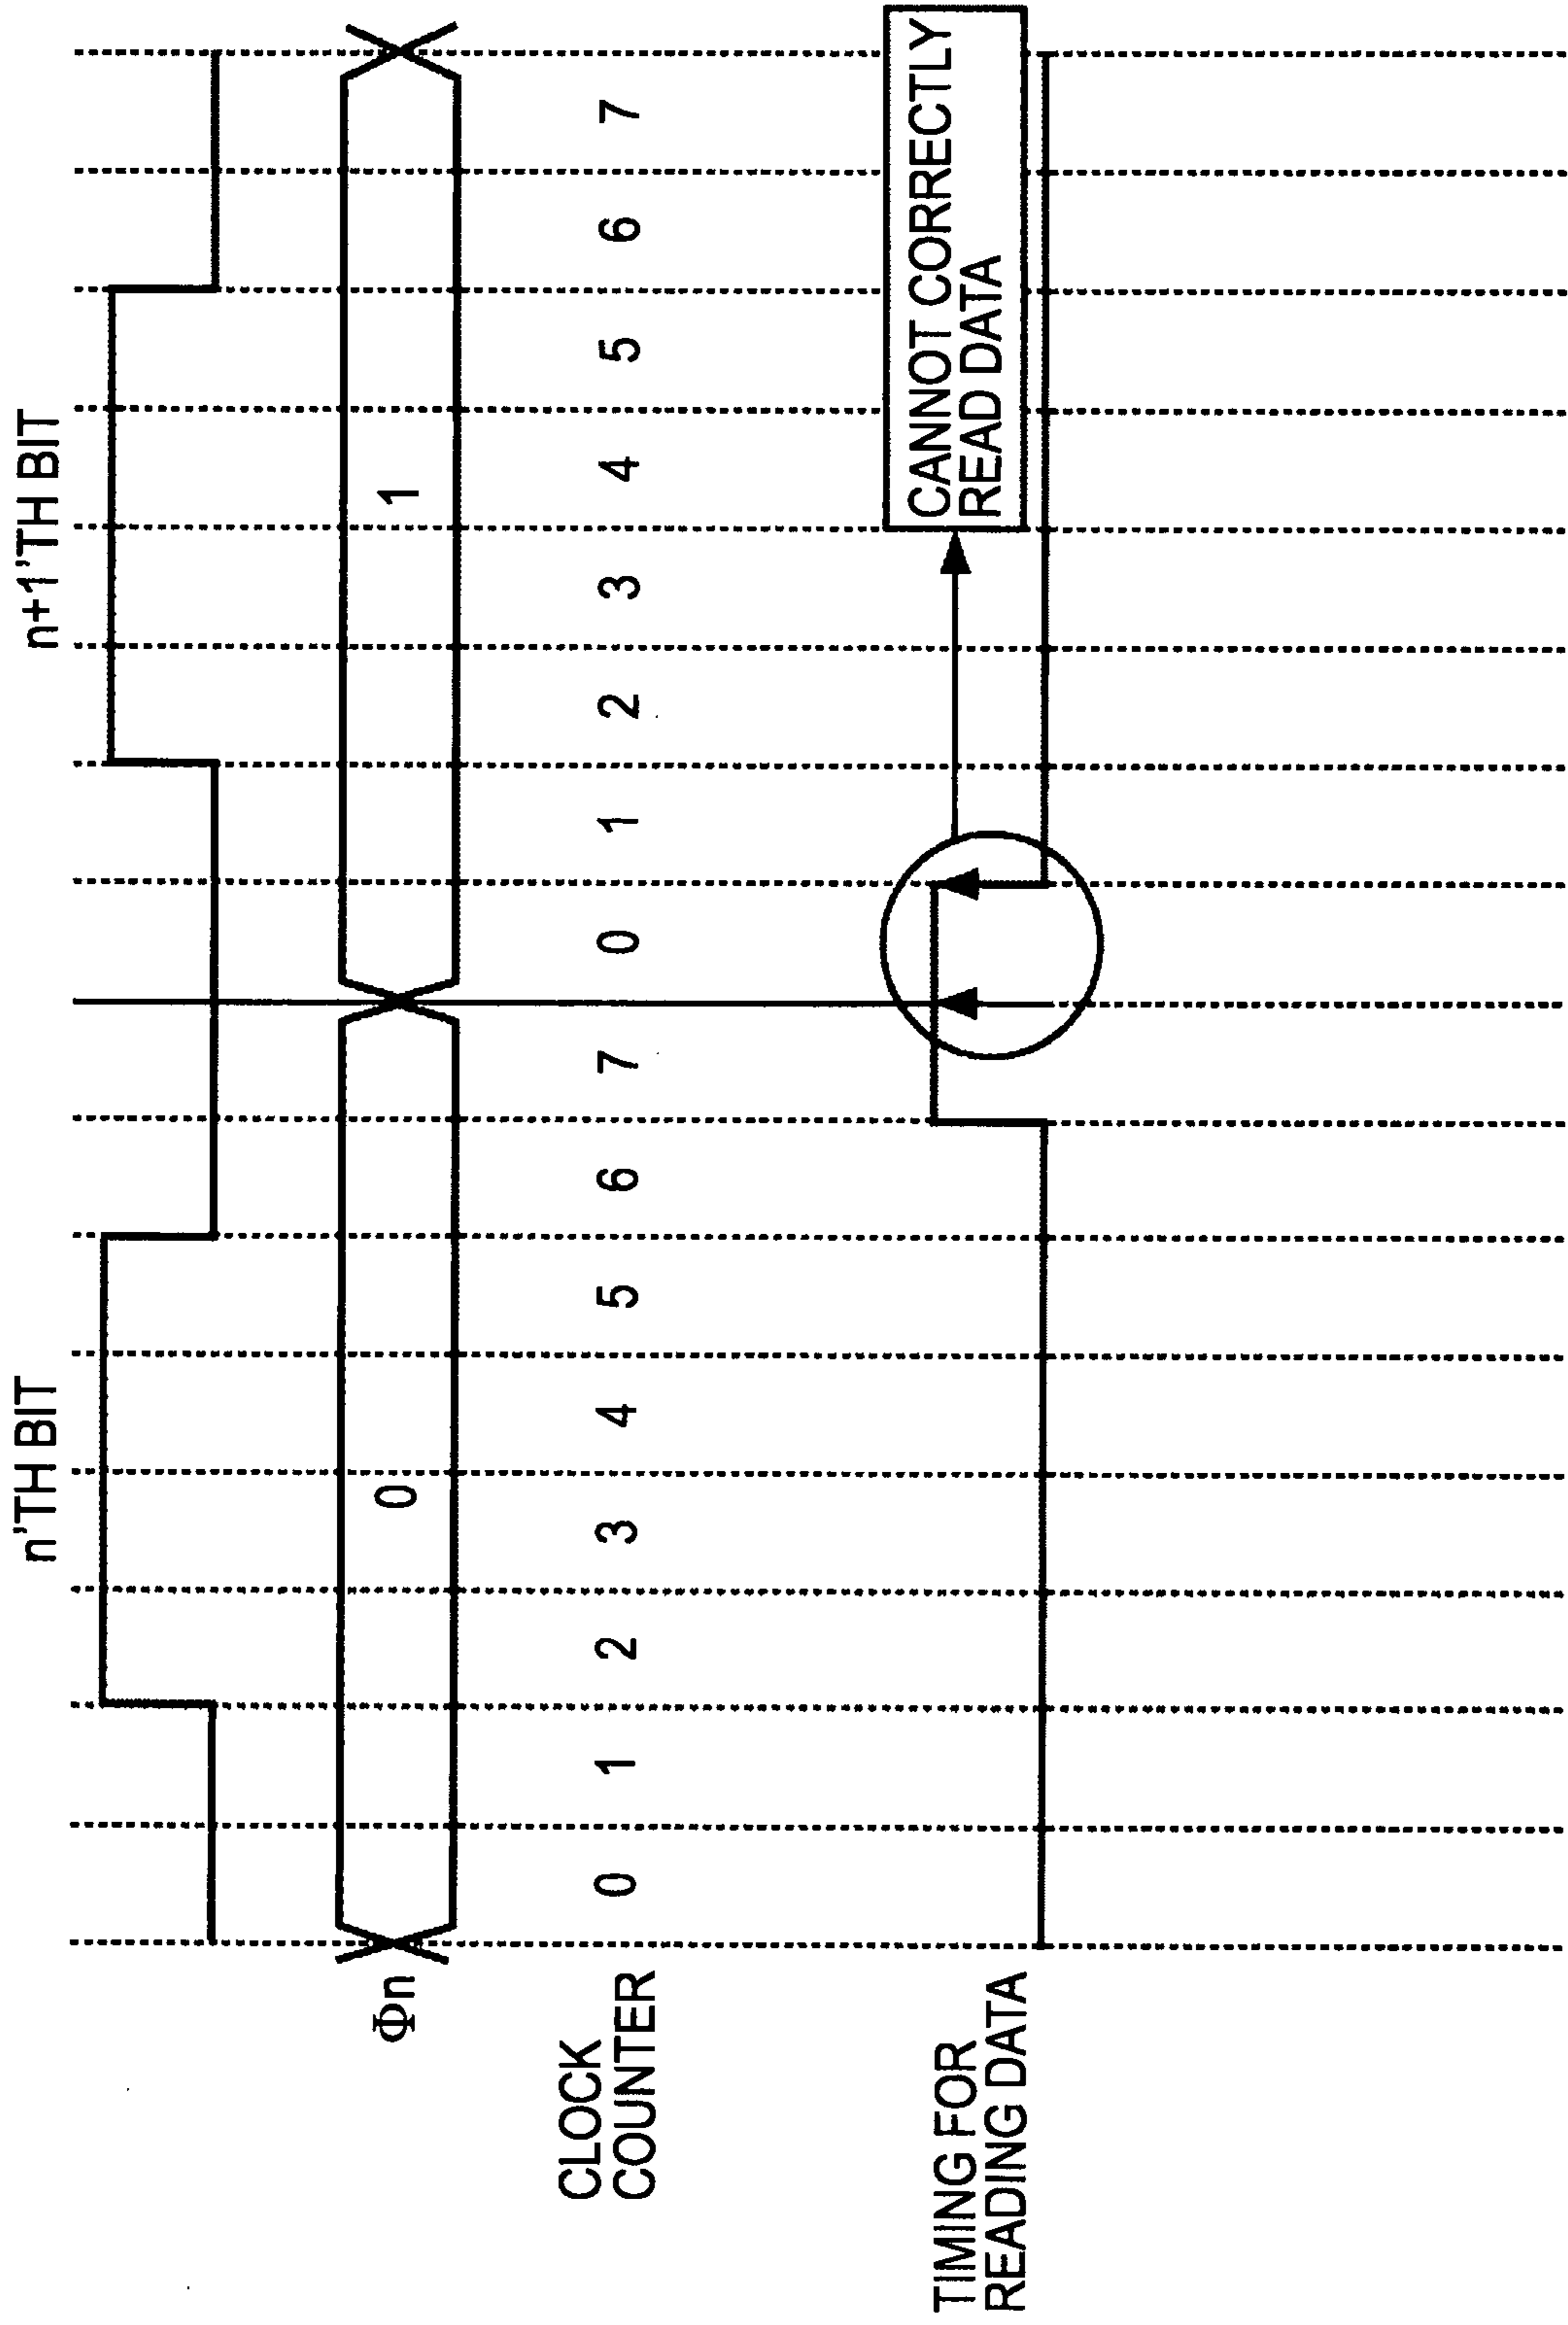 n'TH BIT
n+1'TH BIT
Φn
0
1
CLOCK
COUNTER
0 1 2 3 4 5 6 7 0 1 2 3 4 5 6 7
TIMING FOR
READING DATA
CANNOT CORRECTLY
READ DATA